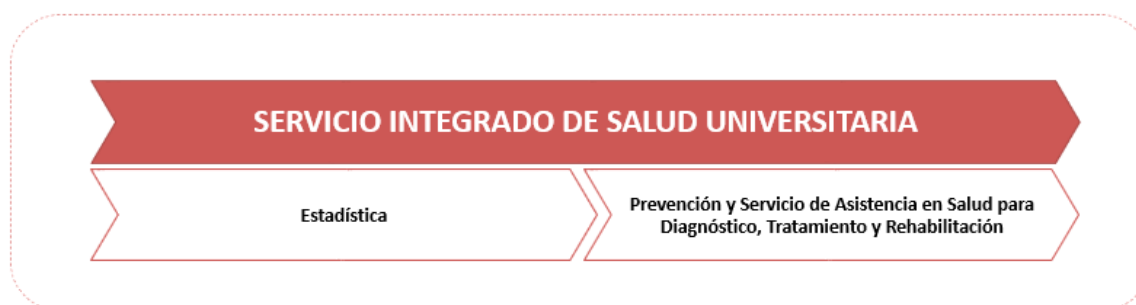 SERVICIO INTEGRADO DE SALUD UNIVERSITARIA
Estadística
Prevención y Servicio de Asistencia en Salud para
Diagnóstico, Tratamiento y Rehabilitación